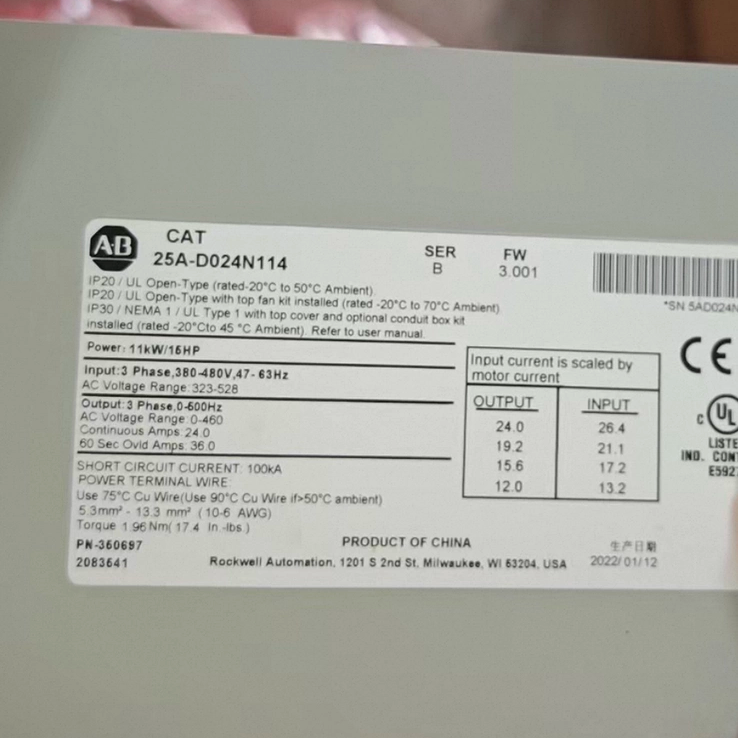 AB
CAT
25A-D024N114
SER
B
FW
3.001
*SN 5AD024N
IP20 / UL Open-Type (rated-20°C to 50°C Ambient)
IP20 / UL Open-Type with top fan kit installed (rated -20°C to 70°C Ambient)
IP30 / NEMA 1 / UL Type 1 with top cover and optional conduit box kit
installed (rated -20°Cto 45 °C Ambient). Refer to user manual.
Power: 11kW/15HP
Input:3 Phase,380-480V,47- 63Hz
AC Voltage Range:323-528
Output:3 Phase,0-500Hz
AC Voltage Range: 0-460
Continuous Amps: 24.0
60 Sec Ovld Amps: 36.0
Input current is scaled by
motor current
OUTPUT INPUT
24.0 26.4
19.2 21.1
15.6 17.2
12.0 13.2
CE
C UL
LISTE
IND. CONT
E592
SHORT CIRCUIT CURRENT: 100kA
POWER TERMINAL WIRE:
Use 75°C Cu Wire(Use 90°C Cu Wire if>50°C ambient)
5.3mm² - 13.3 mm² (10-6 AWG)
Torque 1.96 Nm( 17.4 In.-lbs.)
PN-360697
2083641
PRODUCT OF CHINA
Rockwell Automation, 1201 S 2nd St, Milwaukee, WI 53204, USA
生产日期
2022/01/12